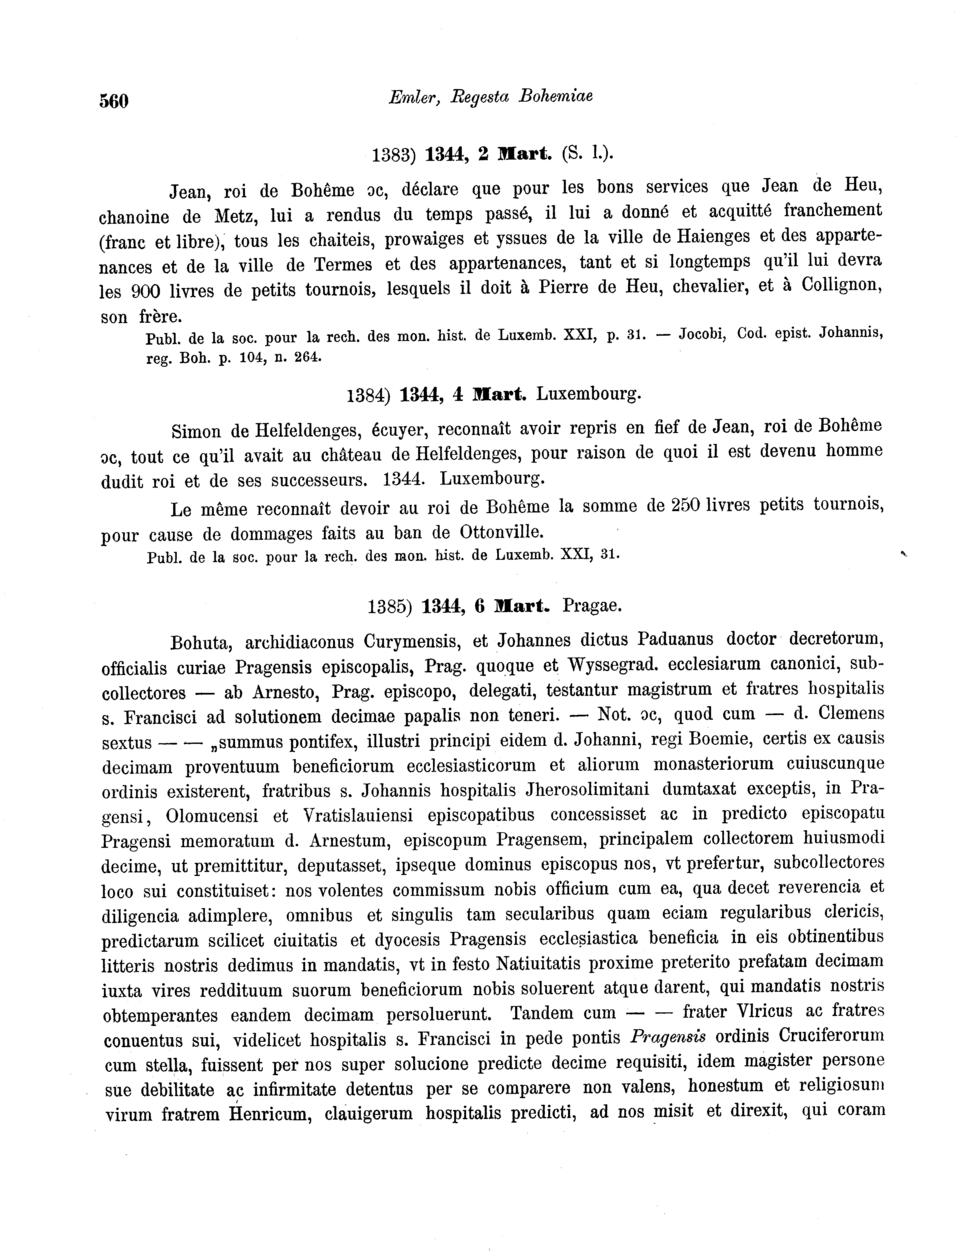 560
Emler, Regesta Bohemiae
1383) 1344, 2 Mart. (S. l.).
Jean, roi de Bohême ɔc, déclare que pour les bons services que Jean de Heu,
chanoine de Metz, lui a rendus du temps passé, il lui a donné et acquitté franchement
(franc et libre), tous les chaiteis, prowaiges et yssues de la ville de Haienges et des apparte-
nances et de la ville de Termes et des appartenances, tant et si longtemps qu'il lui devra
les 900 livres de petits tournois, lesquels il doit à Pierre de Heu, chevalier, et à Collignon,
son frère.
Publ. de la soc. pour la rech. des mon. hist. de Luxemb. XXI, p. 31. — Jocobi, Cod. epist. Johannis,
reg. Boh. p. 104, n. 264.
1384) 1344, 4 Mart. Luxembourg.
Simon de Helfeldenges, écuyer, reconnaît avoir repris en fief de Jean, roi de Bohême
ɔc, tout ce qu'il avait au château de Helfeldenges, pour raison de quoi il est devenu homme
dudit roi et de ses successeurs. 1344. Luxembourg.
Le même reconnaît devoir au roi de Bohême la somme de 250 livres petits tournois,
pour cause de dommages faits au ban de Ottonville.
Publ. de la soc. pour la rech. des mon. hist. de Luxemb. XXI, 31.
1385) 1344, 6 Mart. Pragae.
Bohuta, archidiaconus Curymensis, et Johannes dictus Paduanus doctor decretorum,
officialis curiae Pragensis episcopalis, Prag. quoque et Wyssegrad. ecclesiarum canonici, sub-
collectores — ab Arnesto, Prag. episcopo, delegati, testantur magistrum et fratres hospitalis
s. Francisci ad solutionem decimae papalis non teneri. — Not. ɔc, quod cum — d. Clemens
sextus — — „summus pontifex, illustri principi eidem d. Johanni, regi Boemie, certis ex causis
decimam proventuum beneficiorum ecclesiasticorum et aliorum monasteriorum cuiuscunque
ordinis existerent, fratribus s. Johannis hospitalis Jherosolimitani dumtaxat exceptis, in Pra-
gensi, Olomucensi et Vratislauiensi episcopatibus concessisset ac in predicto episcopatu
Pragensi memoratum d. Arnestum, episcopum Pragensem, principalem collectorem huiusmodi
decime, ut premittitur, deputasset, ipseque dominus episcopus nos, vt prefertur, subcollectores
loco sui constituiset: nos volentes commissum nobis officium cum ea, qua decet reverencia et
diligencia adimplere, omnibus et singulis tam secularibus quam eciam regularibus clericis,
predictarum scilicet ciuitatis et dyocesis Pragensis ecclesiastica beneficia in eis obtinentibus
litteris nostris dedimus in mandatis, vt in festo Natiuitatis proxime preterito prefatam decimam
iuxta vires reddituum suorum beneficiorum nobis soluerent atque darent, qui mandatis nostris
obtemperantes eandem decimam persoluerunt. Tandem cum — — frater Vlricus ac fratres
conuentus sui, videlicet hospitalis s. Francisci in pede pontis Pragensis ordinis Cruciferorum
cum stella, fuissent per nos super solucione predicte decime requisiti, idem magister persone
sue debilitate ac infirmitate detentus per se comparere non valens, honestum et religiosum
virum fratrem Henricum, clauigerum hospitalis predicti, ad nos misit et direxit, qui coram